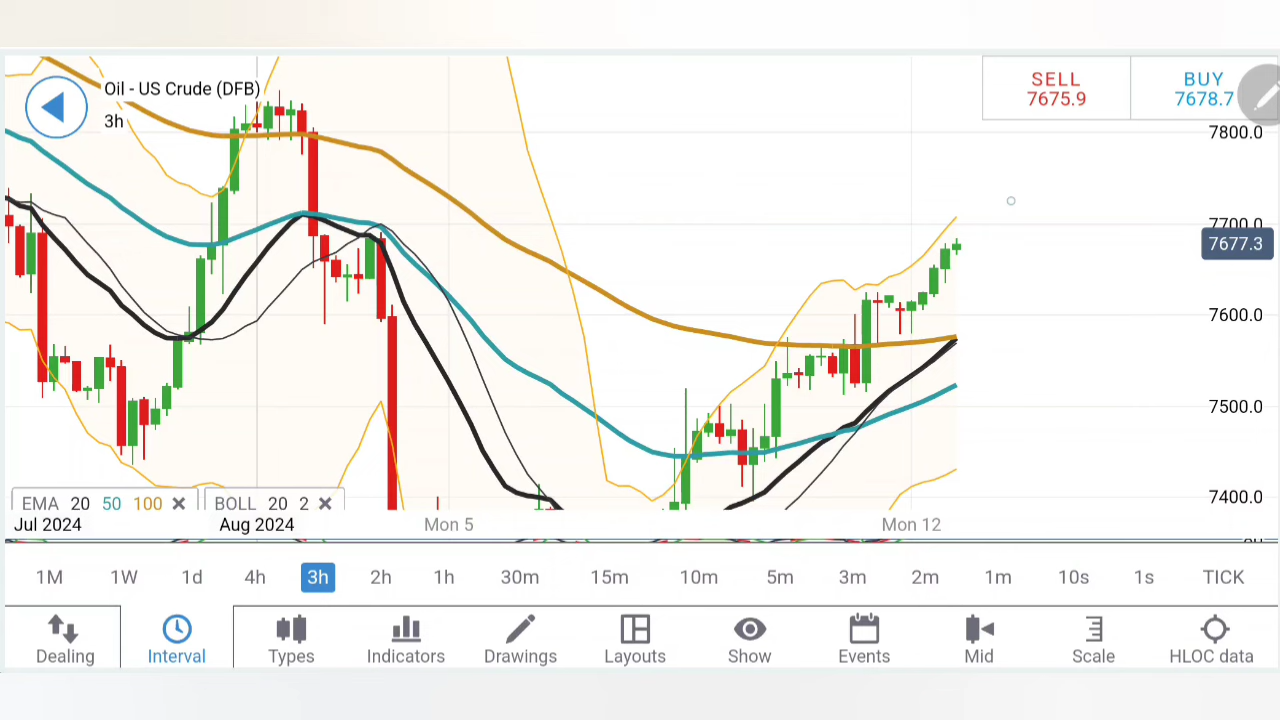 Oil - US Crude (DFB)
3h
SELL
7675.9
BUY
7678.7
7800.0
7700.0
7677.3
7600.0
7500.0
7400.0
EMA 20 50 100
BOLL 20 2
Jul 2024 Aug 2024 Mon 5 Mon 12
1M 1W 1d 4h 3h 2h 1h 30m 15m 10m 5m 3m 2m 1m 10s 1s TICK
Dealing Interval Types Indicators Drawings Layouts Show Events Mid Scale HLOC data